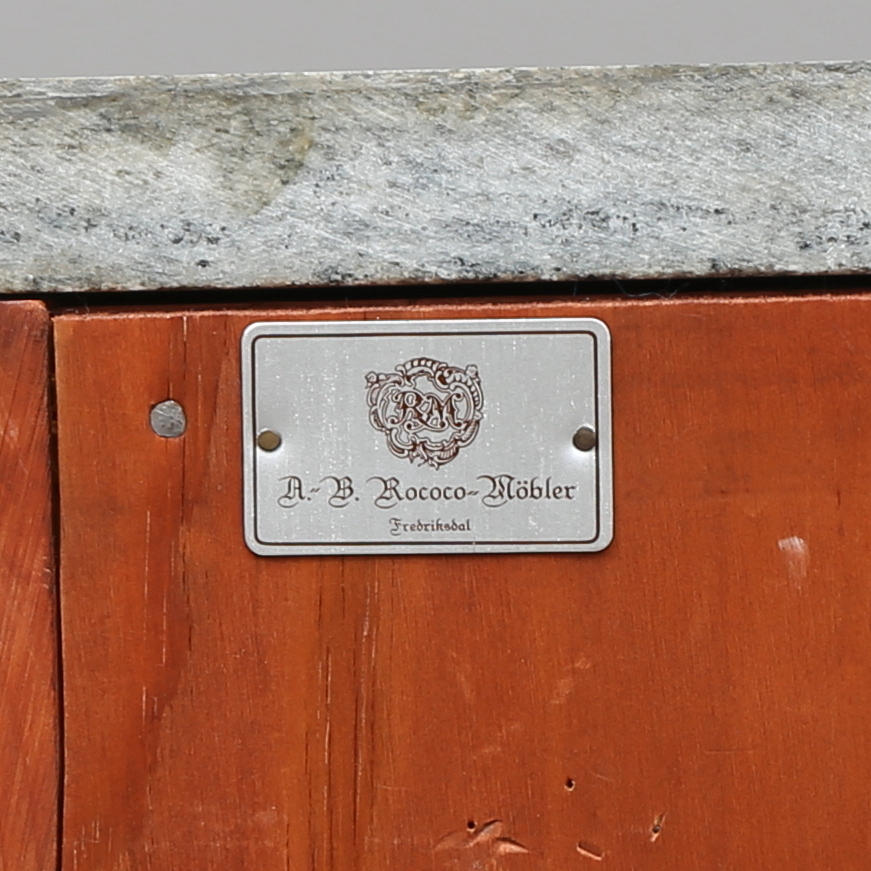 RM
A.-B. Rococo-Möbler
Fredriksdal